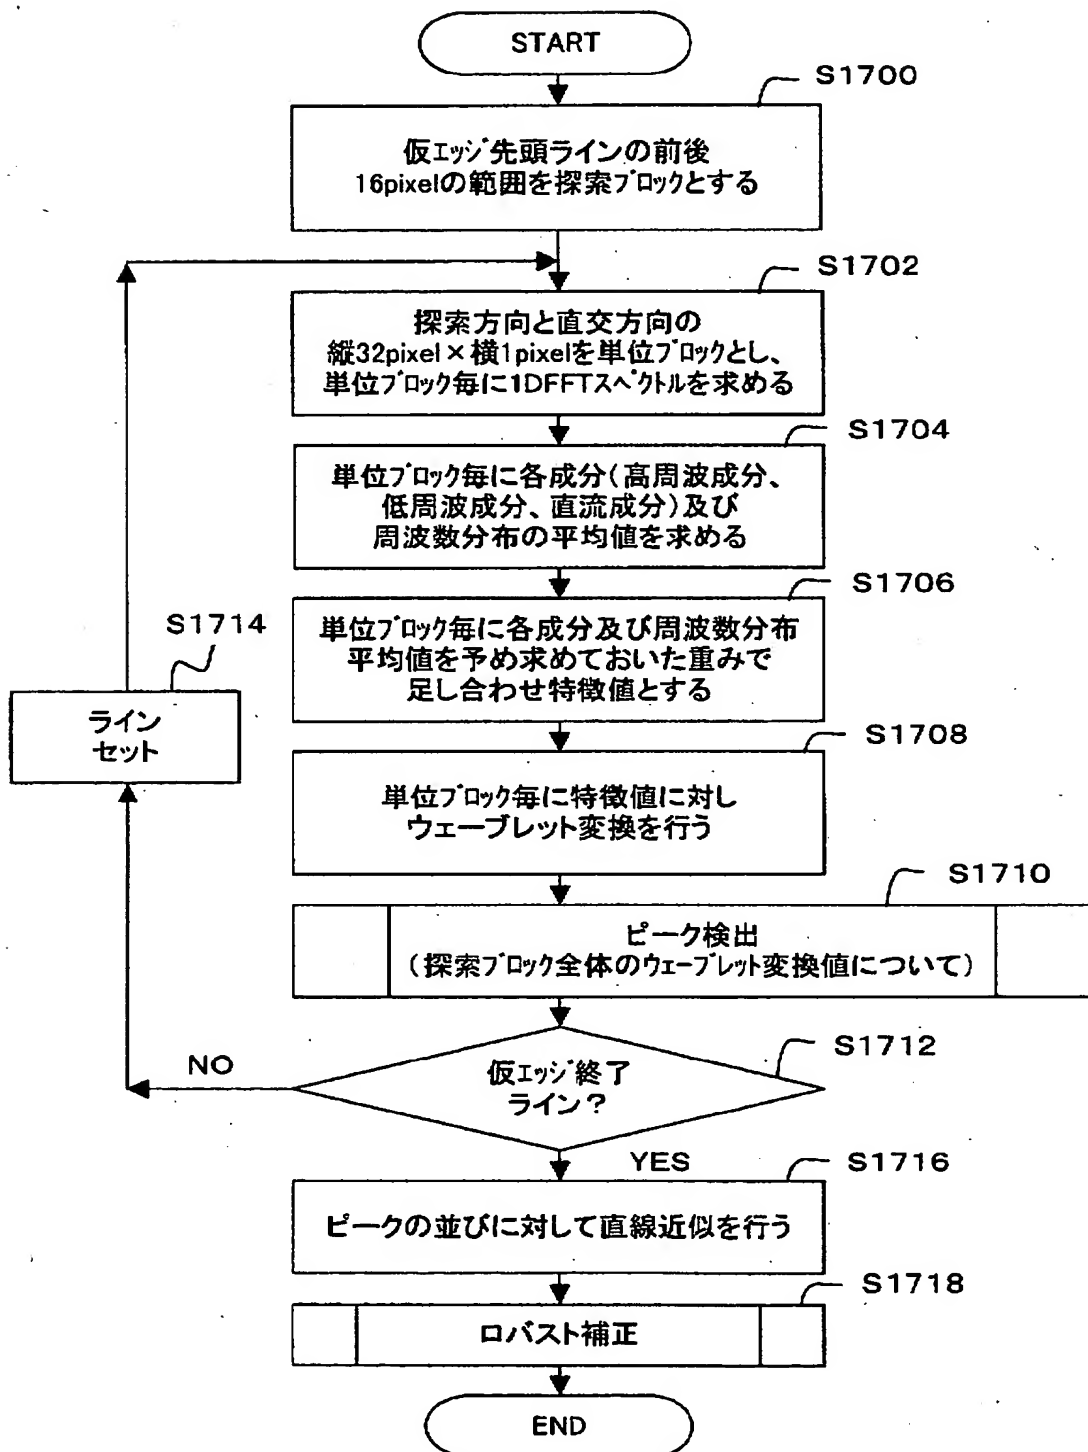 START
S1700
仮エッジ先頭ラインの前後
16pixelの範囲を探索ブロックとする
S1702
探索方向と直交方向の
縦32pixel×横1pixelを単位ブロックとし、
単位ブロック毎に1DFFTスペクトルを求める
S1704
単位ブロック毎に各成分(高周波成分、
低周波成分、直流成分)及び
周波数分布の平均値を求める
S1706
単位ブロック毎に各成分及び周波数分布
平均値を予め求めておいた重みで
足し合わせ特徴値とする
S1714
ライン
セット
S1708
単位ブロック毎に特徴値に対し
ウェーブレット変換を行う
S1710
ピーク検出
(探索ブロック全体のウェーブレット変換値について)
S1712
仮エッジ終了
ライン?
NO
YES
S1716
ピークの並びに対して直線近似を行う
S1718
ロバスト補正
END